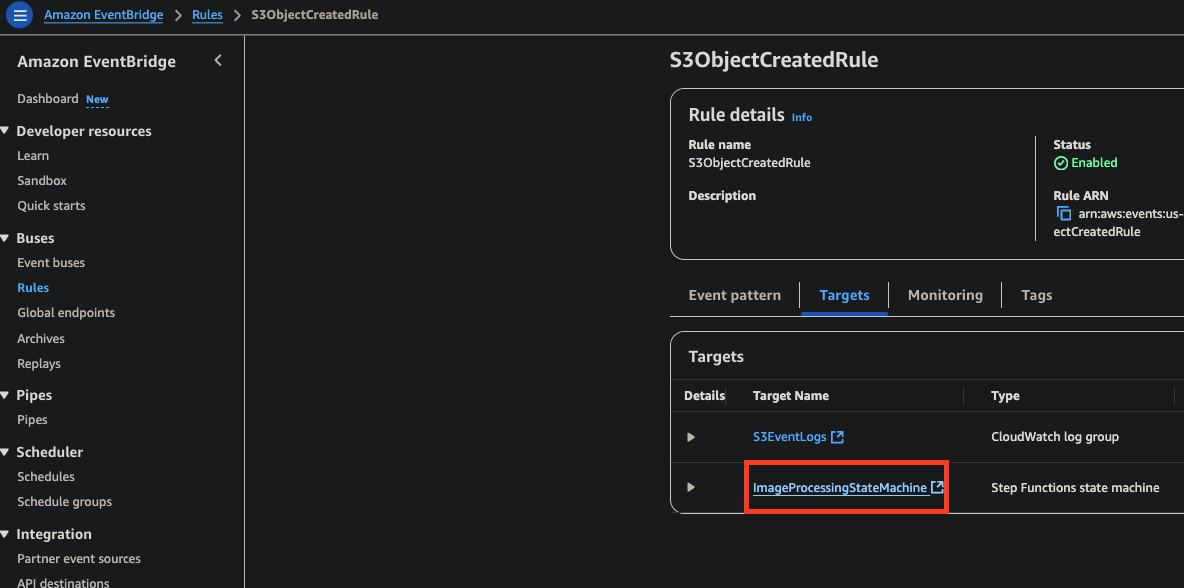 Amazon EventBridge > Rules > S3ObjectCreatedRule
Amazon EventBridge
Dashboard New
Developer resources
Learn
Sandbox
Quick starts
Buses
Event buses
Rules
Global endpoints
Archives
Replays
Pipes
Pipes
Scheduler
Schedules
Schedule groups
Integration
Partner event sources
API destinations
S3ObjectCreatedRule
Rule details Info
Rule name
S3ObjectCreatedRule
Description
Status
Enabled
Rule ARN
arn:aws:events:us-
ectCreatedRule
Event pattern Targets Monitoring Tags
Targets
Details Target Name Type
S3EventLogs CloudWatch log group
ImageProcessingStateMachine Step Functions state machine